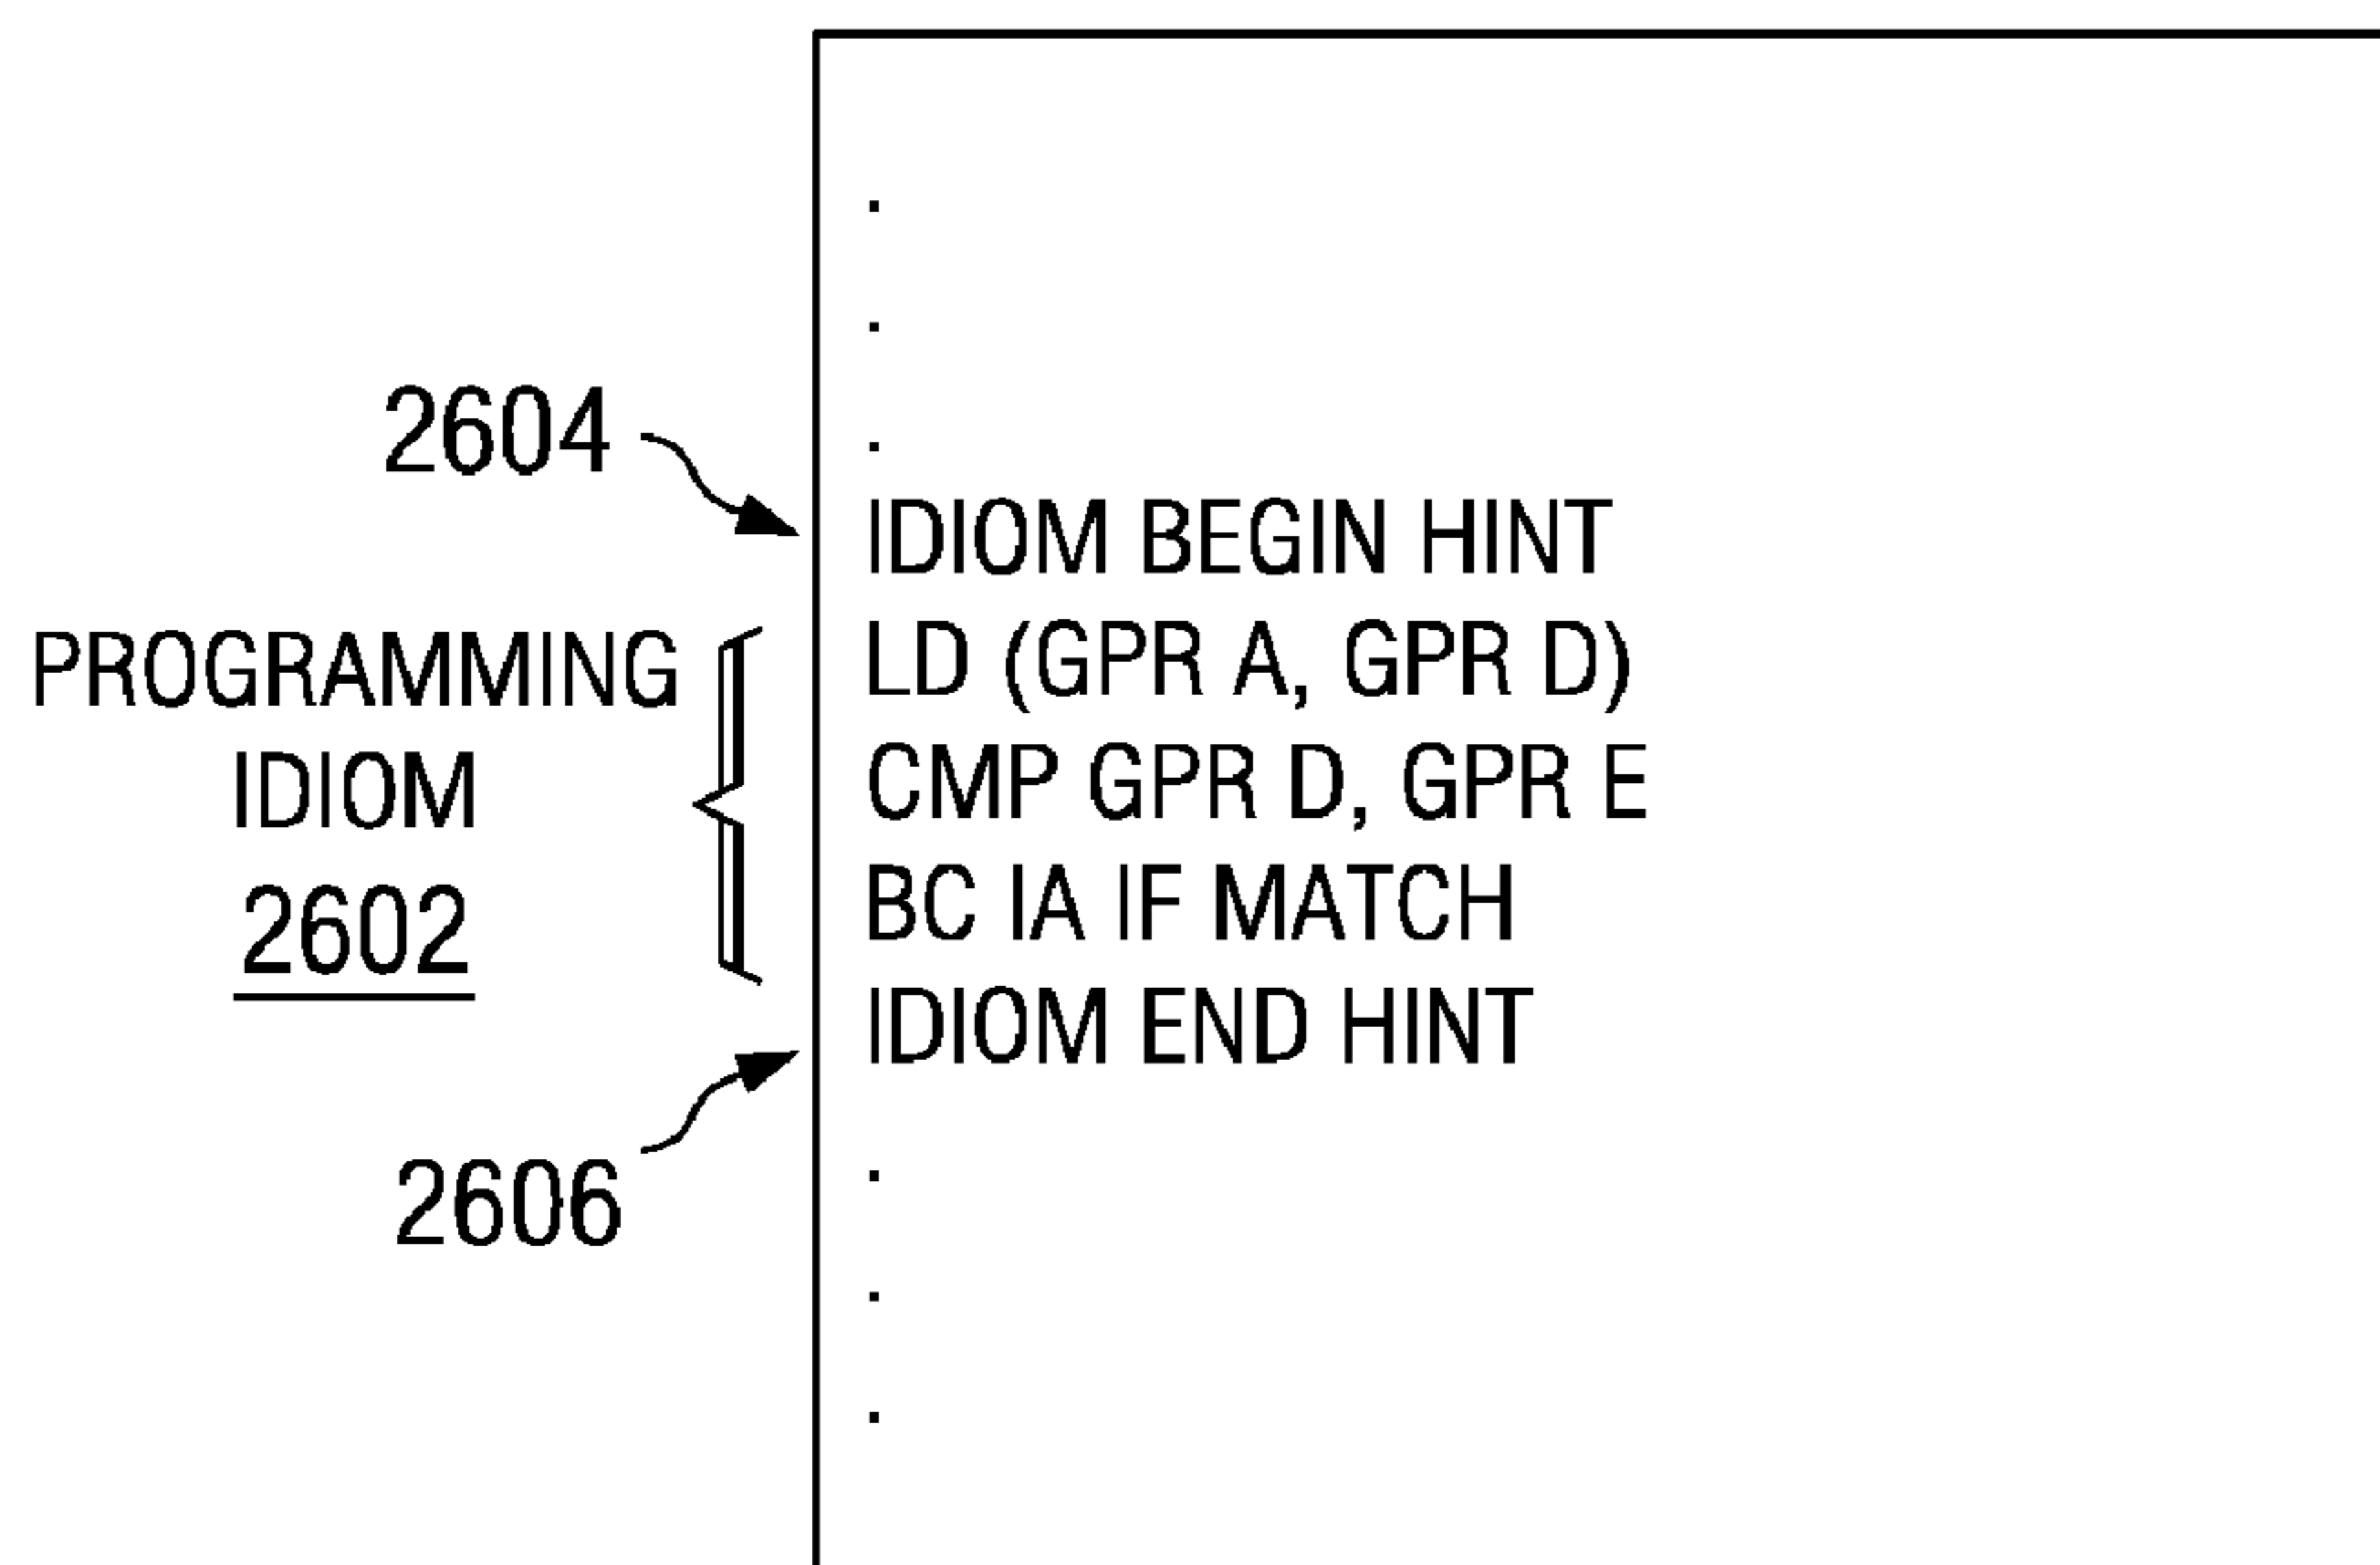 .
.
2604
.
IDIOM BEGIN HINT
PROGRAMMING
IDIOM
2602
LD (GPR A, GPR D)
CMP GPR D, GPR E
BC IA IF MATCH
IDIOM END HINT
2606
.
.
.